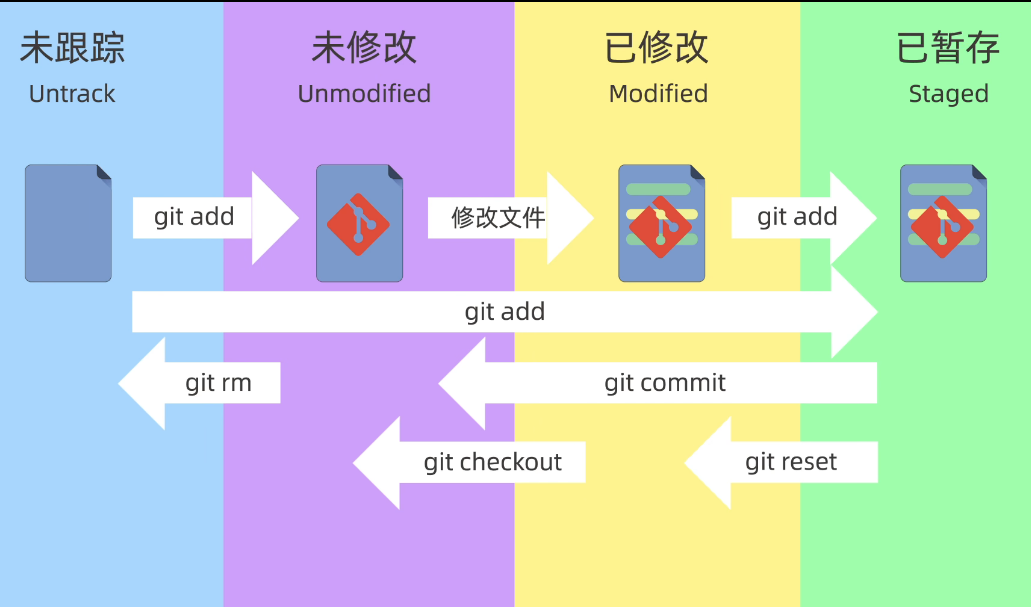 未跟踪
Untrack
未修改
Unmodified
已修改
Modified
已暂存
Staged
git add
修改文件
git add
git add
git rm
git commit
git checkout
git reset